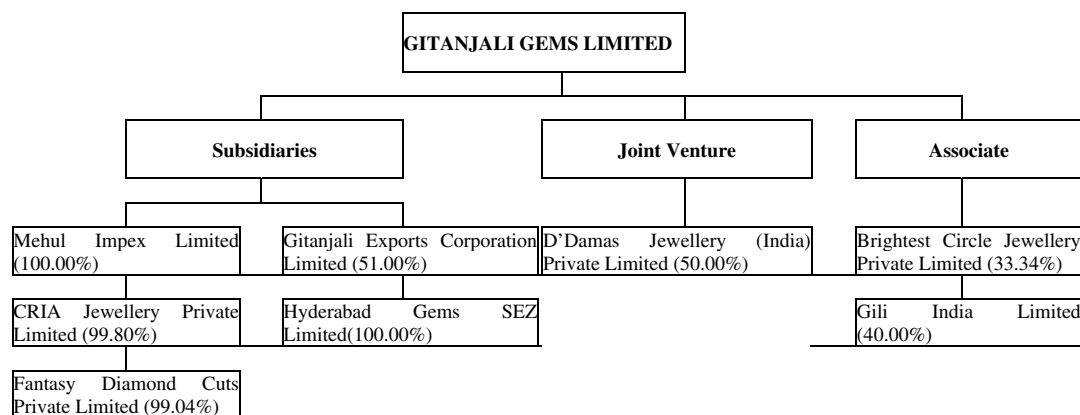 GITANJALI GEMS LIMITED
Subsidiaries
Joint Venture
Associate
Mehul Impex Limited
(100.00%)
Gitanjali Exports Corporation
Limited (51.00%)
D'Damas Jewellery (India)
Private Limited (50.00%)
Brightest Circle Jewellery
Private Limited (33.34%)
CRIA Jewellery Private
Limited (99.80%)
Hyderabad Gems SEZ
Limited(100.00%)
Gili India Limited
(40.00%)
Fantasy Diamond Cuts
Private Limited (99.04%)